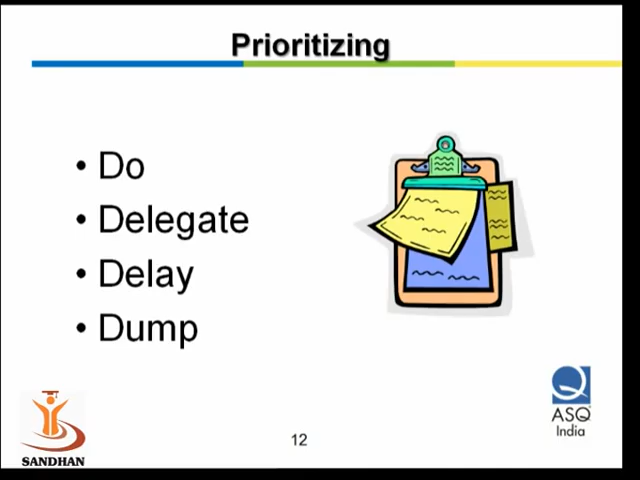 Prioritizing
• Do
• Delegate
• Delay
• Dump
SANDHAN
12
ASQ
India